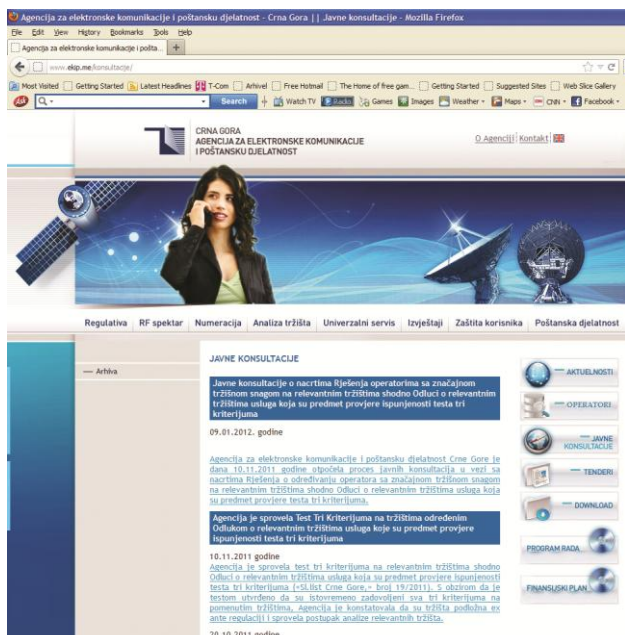 Agencija za elektronske komunikacije i poštansku djelatnost - Crna Gora || Javne konsultacije - Mozilla Firefox
File Edit View History Bookmarks Tools Help
Agencija za elektronske komunikacije i pošta... +
www.ekip.me/konsultacije/
Most Visited Getting Started Latest Headlines T-Com Arhivel Free Hotmail The Home of free gam... Getting Started Suggested Sites Web Slice Gallery
Ask Search Watch TV Radio Games Images Weather Maps CNN Facebook
CRNA GORA
AGENCIJA ZA ELEKTRONSKE KOMUNIKACIJE
I POŠTANSKU DJELATNOST
O Agenciji Kontakt
Regulativa RF spektar Numeracija Analiza tržišta Univerzalni servis Izvještaji Zaštita korisnika Poštanska djelatnost
— Arhiva
JAVNE KONSULTACIJE
Javne konsultacije o nacrtima Rješenja operatorima sa značajnom
tržišnom snagom na relevantnim tržištima shodno Odluci o relevantnim
tržištima usluga koja su predmet provjere ispunjenosti testa tri
kriterijuma
09.01.2012. godine
Agencija za elektronske komunikacije i poštansku djelatnost Crne Gore je
dana 10.11.2011 godine otpočela proces javnih konsultacija u vezi sa
nacrtima Rješenja o određivanju operatora sa značajnom tržišnom snagom
na relevantnim tržištima shodno Odluci o relevantnim tržištima usluga koja
su predmet provjere testa tri kriterijuma.
Agencija je sprovela Test Tri Kriterijuma na tržištima određenim
Odlukom o relevantnim tržištima usluga koje su predmet provjere
ispunjenosti testa tri kriterijuma
10.11.2011 godine
Agencija je sprovela test tri kriterijuma na relevantnim tržištima shodno
Odluci o relevantnim tržištima usluga koja su predmet provjere ispunjenosti
testa tri kriterijuma (»Sl.list Crne Gore,« broj 19/2011). S obzirom da je
testom utvrđeno da su istovremeno zadovoljeni sva tri kriterijuma na
pomenutim tržištima, Agencija je konstatovala da su tržišta podložna ex
ante regulaciji i sprovela postupak analize relevantnih tržišta.
20.10.2011 godine
— AKTUELNOSTI
— OPERATORI
— JAVNE
KONSULTACIJE
— TENDERI
— DOWNLOAD
PROGRAM RADA
FINANSIJSKI PLAN